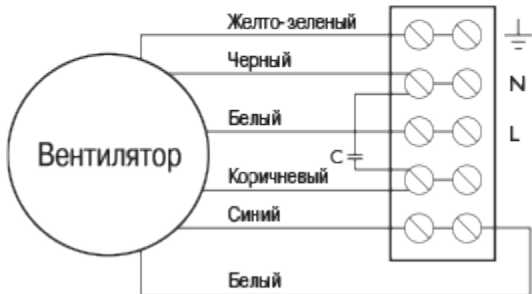 Желто-зеленый
Черный
N
Белый
L
Вентилятор
C
Коричневый
Синий
Белый